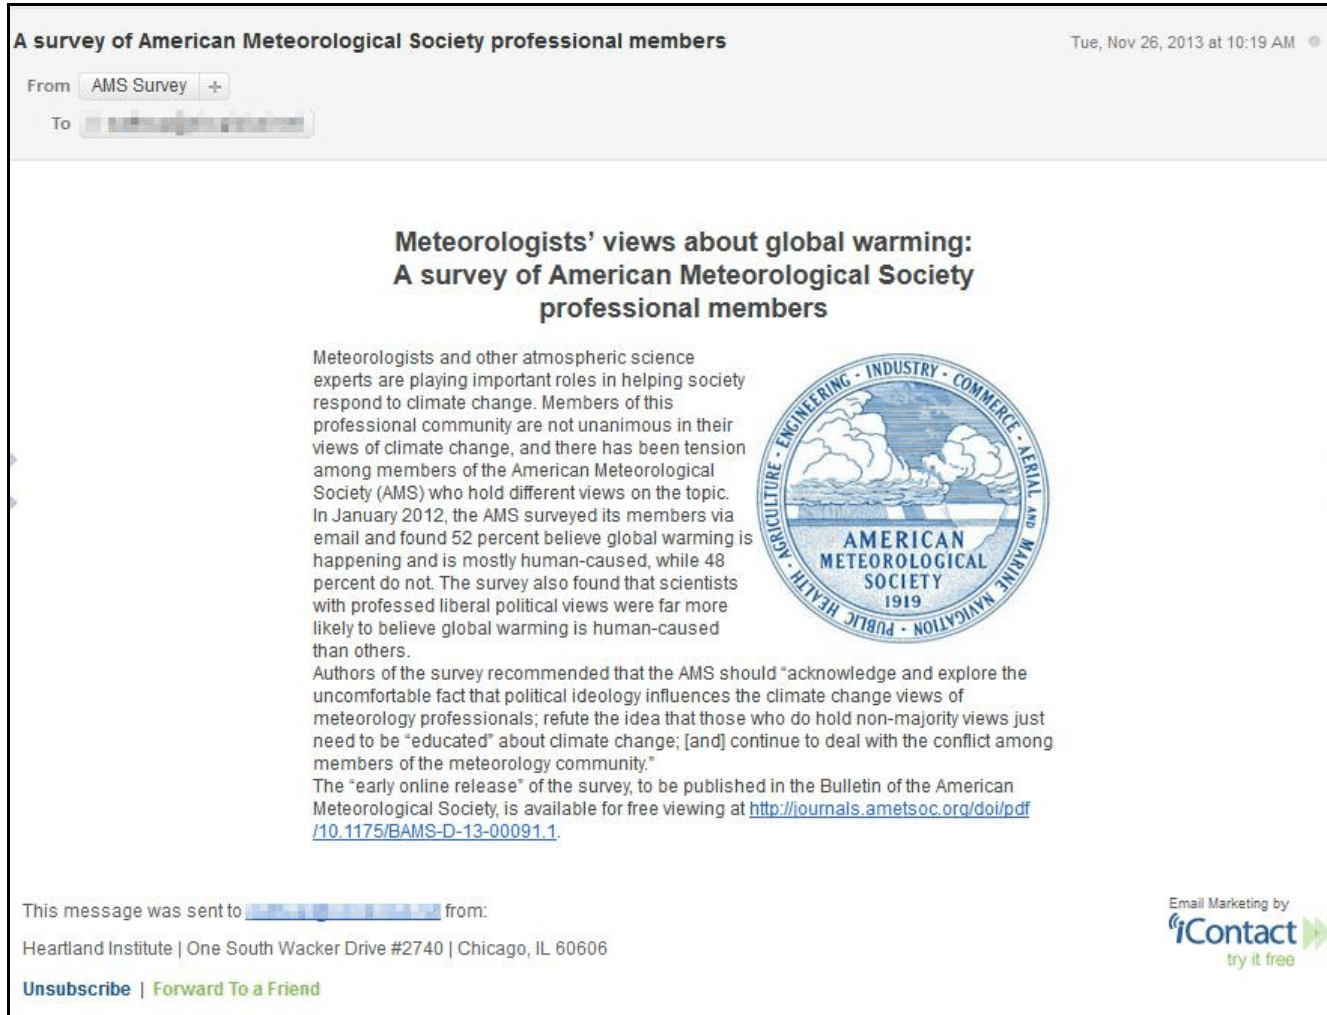 A survey of American Meteorological Society professional members
Tue, Nov 26, 2013 at 10:19 AM
From AMS Survey +
To
Meteorologists’ views about global warming:
A survey of American Meteorological Society
professional members
Meteorologists and other atmospheric science
experts are playing important roles in helping society
respond to climate change. Members of this
professional community are not unanimous in their
views of climate change, and there has been tension
among members of the American Meteorological
Society (AMS) who hold different views on the topic.
In January 2012, the AMS surveyed its members via
email and found 52 percent believe global warming is
happening and is mostly human-caused, while 48
percent do not. The survey also found that scientists
with professed liberal political views were far more
likely to believe global warming is human-caused
than others.
AGRICULTURE · ENGINEERING · INDUSTRY · COMMERCE · AERIAL AND MARINE NAVIGATION · PUBLIC HEALTH ·
AMERICAN
METEOROLOGICAL
SOCIETY
1919
Authors of the survey recommended that the AMS should “acknowledge and explore the
uncomfortable fact that political ideology influences the climate change views of
meteorology professionals; refute the idea that those who do hold non-majority views just
need to be “educated” about climate change; [and] continue to deal with the conflict among
members of the meteorology community.”
The “early online release” of the survey, to be published in the Bulletin of the American
Meteorological Society, is available for free viewing at http://journals.ametsoc.org/doi/pdf
/10.1175/BAMS-D-13-00091.1.
This message was sent to from:
Heartland Institute | One South Wacker Drive #2740 | Chicago, IL 60606
Unsubscribe | Forward To a Friend
Email Marketing by
iContact
try it free